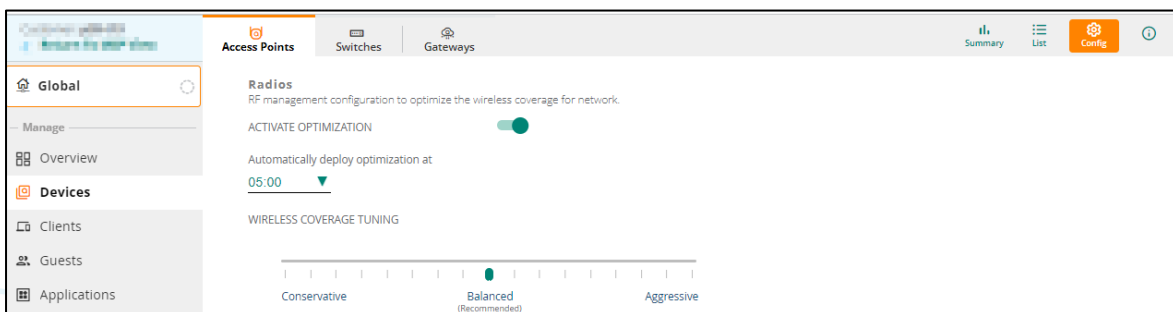 Access Points
Switches
Gateways
Summary
List
Config
Global
Manage
Overview
Devices
Clients
Guests
Applications
Radios
RF management configuration to optimize the wireless coverage for network.
ACTIVATE OPTIMIZATION
Automatically deploy optimization at
05:00
WIRELESS COVERAGE TUNING
Conservative
Balanced
(Recommended)
Aggressive